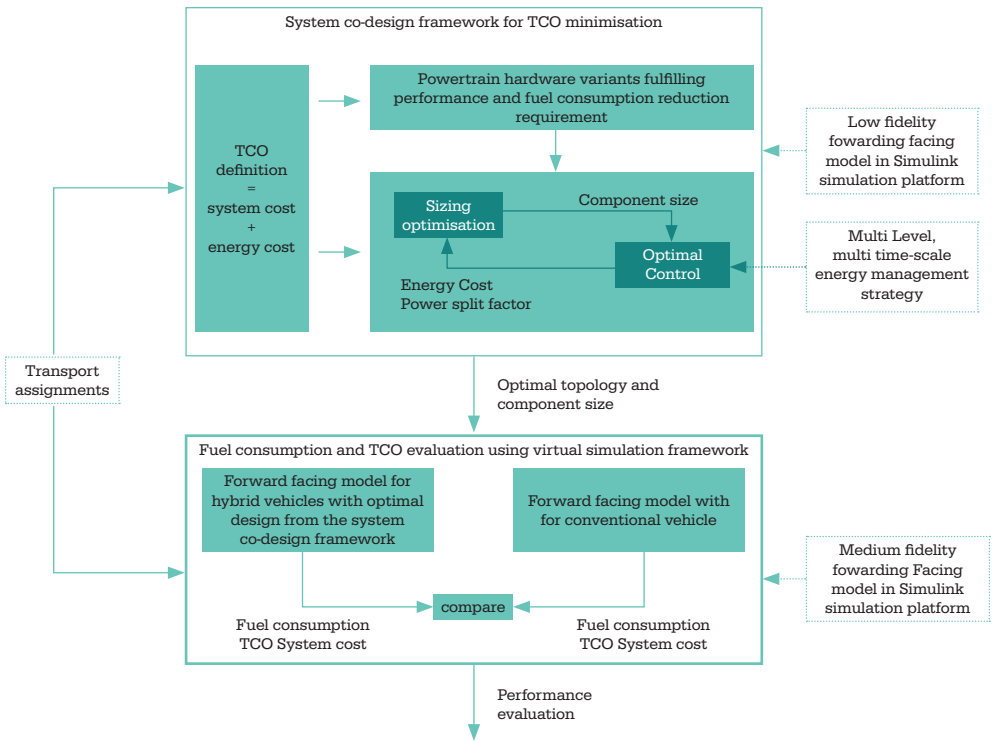 System co-design framework for TCO minimisation
TCO
definition
=
system cost
+
energy cost
Powertrain hardware variants fulfilling
performance and fuel consumption reduction
requirement
Sizing
optimisation
Component size
Optimal
Control
Energy Cost
Power split factor
Low fidelity
fowarding facing
model in Simulink
simulation platform
Multi Level,
multi time-scale
energy management
strategy
Transport
assignments
Optimal topology and
component size
Fuel consumption and TCO evaluation using virtual simulation framework
Forward facing model for
hybrid vehicles with optimal
design from the system
co-design framework
Forward facing model with
for conventional vehicle
compare
Fuel consumption
TCO System cost
Fuel consumption
TCO System cost
Medium fidelity
fowarding Facing
model in Simulink
simulation platform
Performance
evaluation